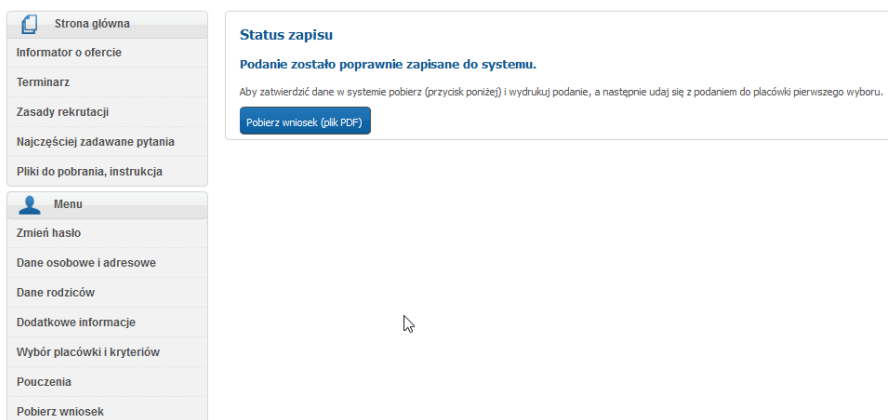 Strona główna
Informator o ofercie
Terminarz
Zasady rekrutacji
Najczęściej zadawane pytania
Pliki do pobrania, instrukcja
Menu
Zmień hasło
Dane osobowe i adresowe
Dane rodziców
Dodatkowe informacje
Wybór placówki i kryteriów
Pouczenia
Pobierz wniosek
Status zapisu
Podanie zostało poprawnie zapisane do systemu.
Aby zatwierdzić dane w systemie pobierz (przycisk poniżej) i wydrukuj podanie, a następnie udaj się z podaniem do placówki pierwszego wyboru.
Pobierz wniosek (plik PDF)